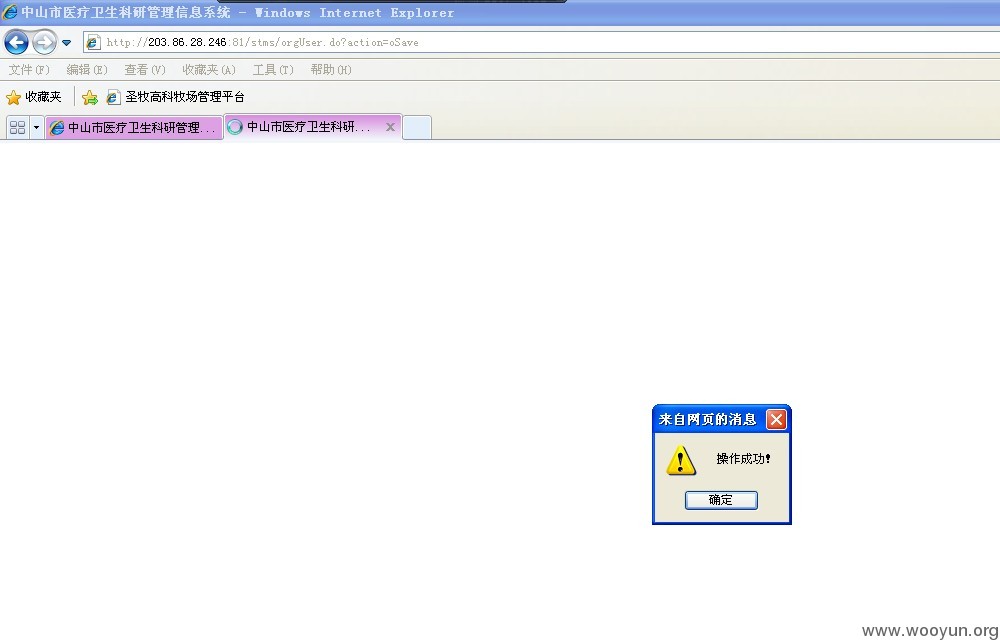 中山市医疗卫生科研管理信息系统 - Windows Internet Explorer
http://203.86.28.246:81/stms/orgUser.do?action=oSave
文件(F) 编辑(E) 查看(V) 收藏夹(A) 工具(T) 帮助(H)
收藏夹 圣牧高科牧场管理平台
中山市医疗卫生科研管理... 中山市医疗卫生科研...
来自网页的消息
操作成功!
确定
www.wooyun.org